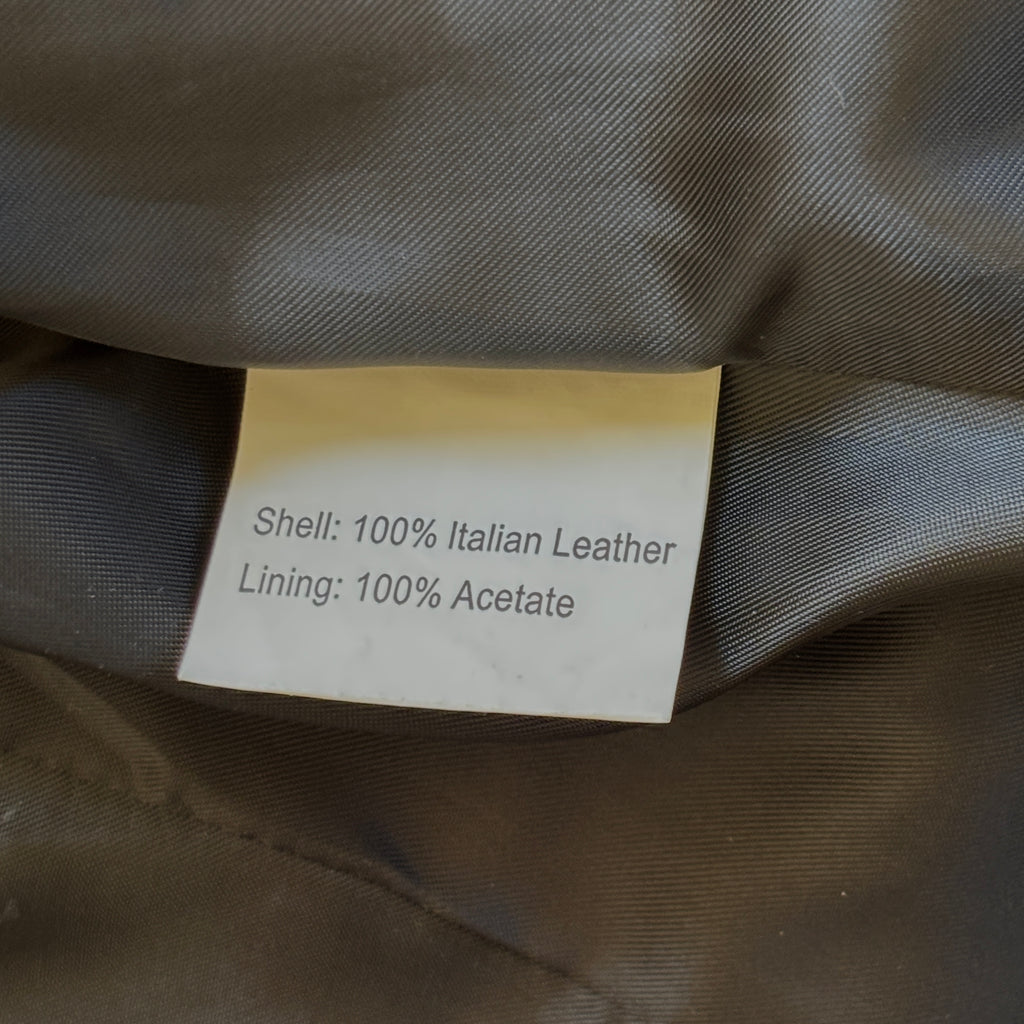 Shell: 100% Italian Leather
Lining: 100% Acetate